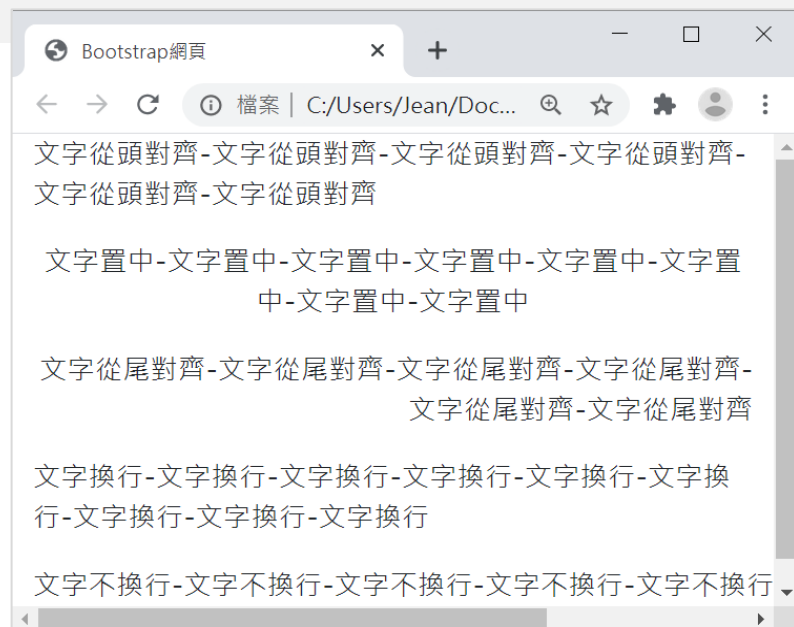 Bootstrap網頁
檔案 | C:/Users/Jean/Doc...
文字從頭對齊-文字從頭對齊-文字從頭對齊-文字從頭對齊-
文字從頭對齊-文字從頭對齊
文字置中-文字置中-文字置中-文字置中-文字置中-文字置
中-文字置中-文字置中
文字從尾對齊-文字從尾對齊-文字從尾對齊-文字從尾對齊-
文字從尾對齊-文字從尾對齊
文字換行-文字換行-文字換行-文字換行-文字換行-文字換
行-文字換行-文字換行-文字換行
文字不換行-文字不換行-文字不換行-文字不換行-文字不換行